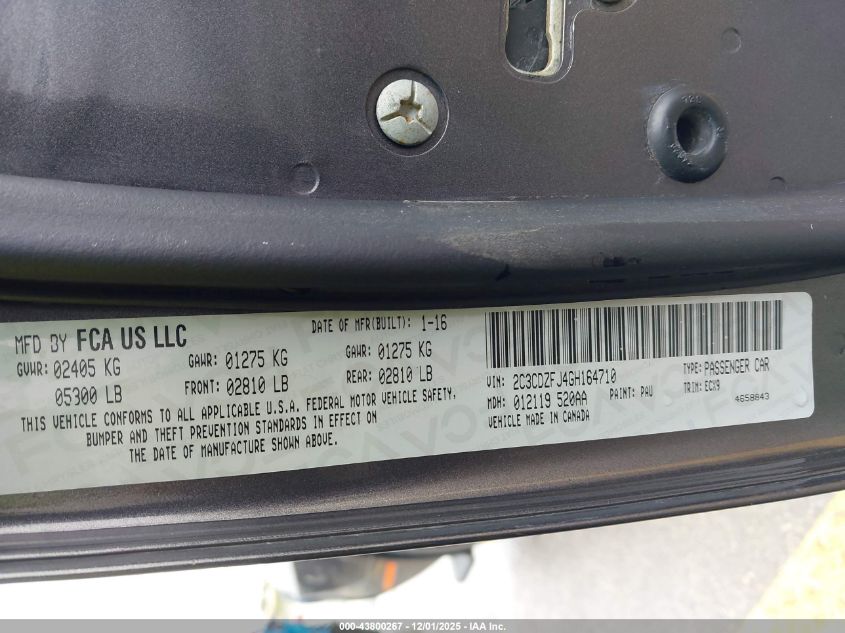 MFD BY FCA US LLC
DATE OF MFR(BUILT): 1-16
GVWR: 02405 KG
GAWR: 01275 KG
GAWR: 01275 KG
05300 LB
FRONT: 02810 LB
REAR: 02810 LB
THIS VEHICLE CONFORMS TO ALL APPLICABLE U.S.A. FEDERAL MOTOR VEHICLE SAFETY,
BUMPER AND THEFT PREVENTION STANDARDS IN EFFECT ON
THE DATE OF MANUFACTURE SHOWN ABOVE.
VIN: 2C3CDZFJ4GH164710
TYPE: PASSENGER CAR
MDH: 012119 520AA
PAINT: PAU
TRIM: ECX9
VEHICLE MADE IN CANADA
4658843
000-43800267 - 12/01/2025 - IAA Inc.